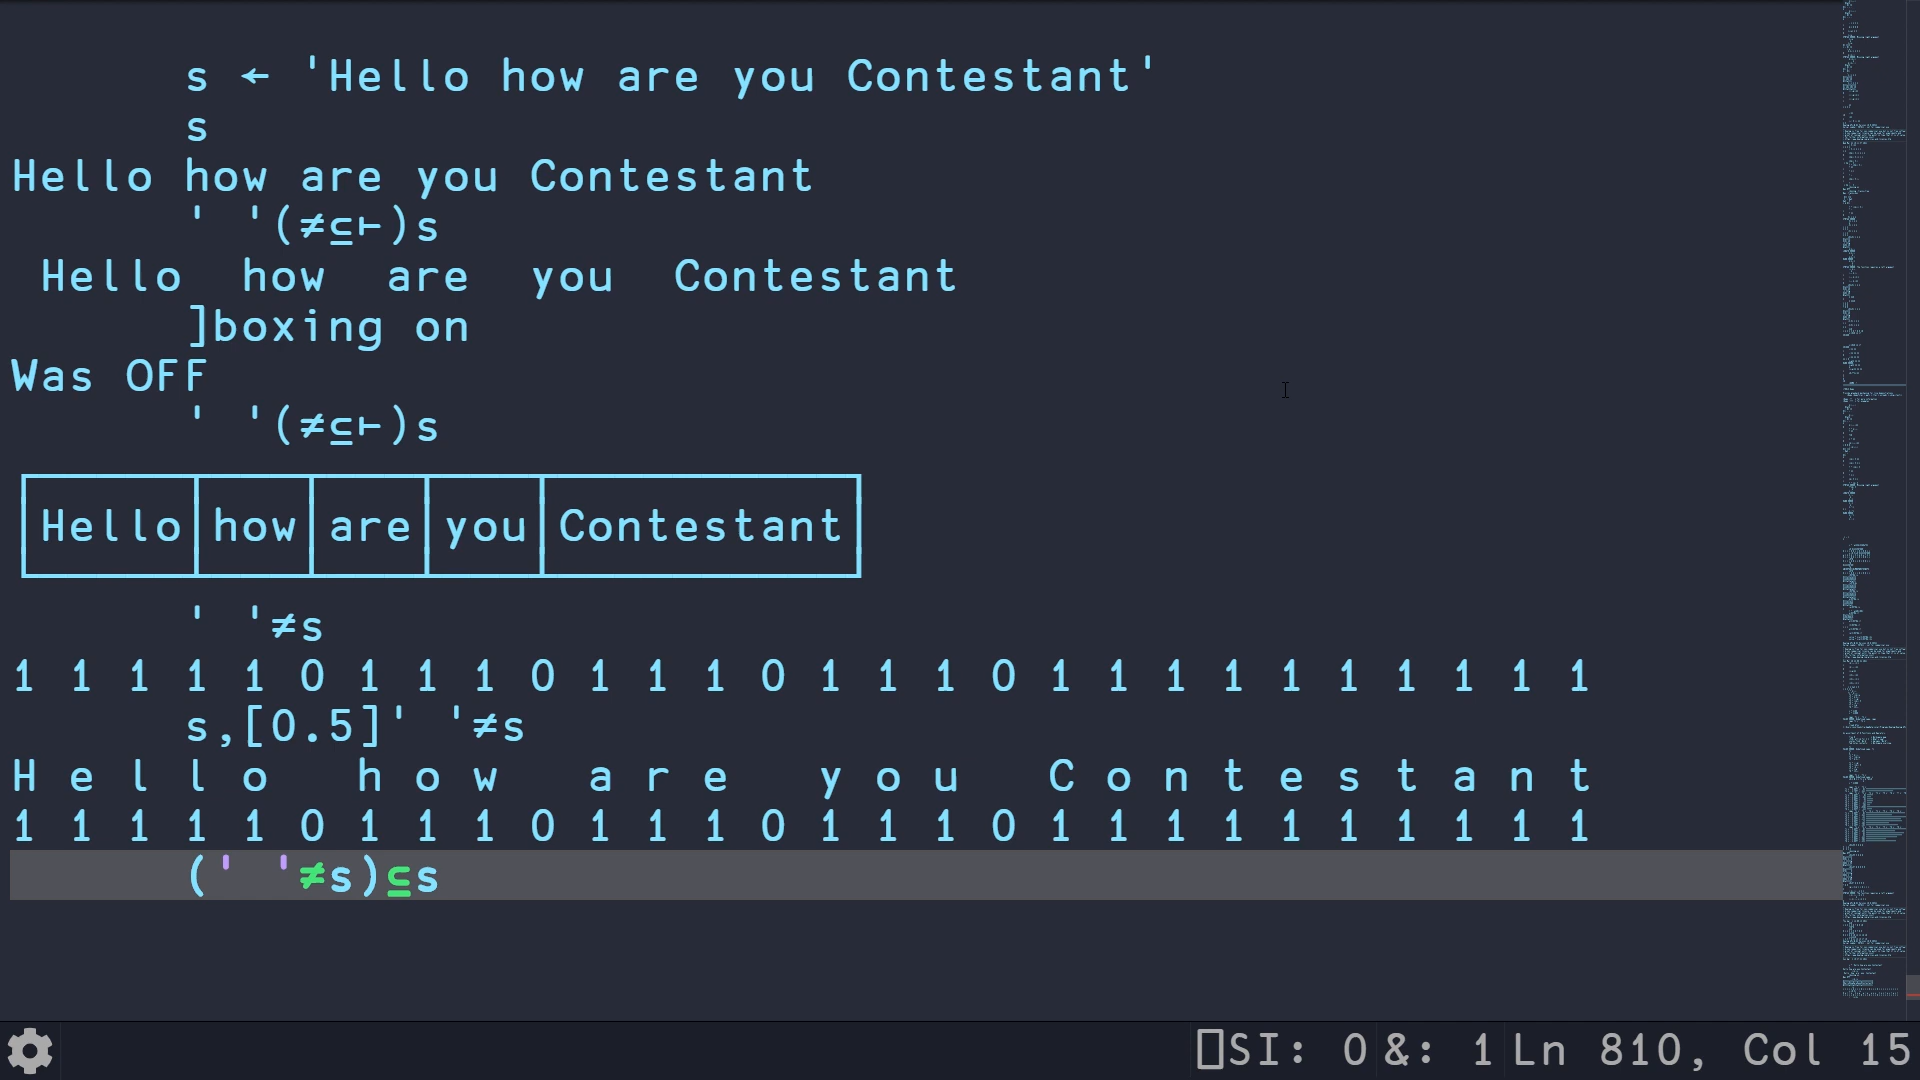 s ← 'Hello how are you Contestant'
s
Hello how are you Contestant
' '(≠⊆⊢)s
Hello how are you Contestant
]boxing on
Was OFF
' '(≠⊆⊢)s
Hello how are you Contestant
' '≠s
1 1 1 1 1 0 1 1 1 0 1 1 1 0 1 1 1 0 1 1 1 1 1 1 1 1 1 1
s,[0.5]' '≠s
H e l l o   h o w   a r e   y o u   C o n t e s t a n t
1 1 1 1 1 0 1 1 1 0 1 1 1 0 1 1 1 0 1 1 1 1 1 1 1 1 1 1
(' '≠s)⊆s
⎕SI: 0 &: 1 Ln 810, Col 15